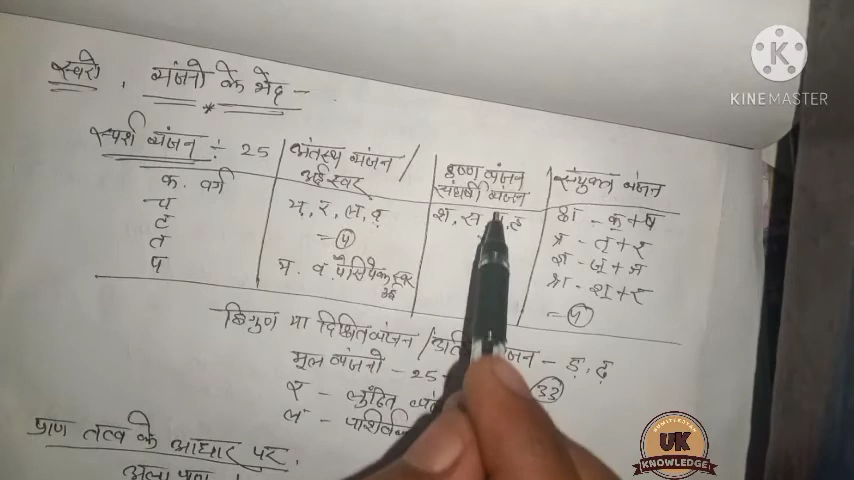 KINEMASTER
स्वरो, व्यंजनो के भेद –
स्पर्श व्यंजन ÷ 25
क. वर्ग
च
ट
त
प
अंतस्थ व्यंजन /
अर्द्धस्वर
य, र, ल, व
= ④
य. व.
उष्ण व्यंजन
संघर्षी व्यंजन
श, स, ह
संयुक्त व्यंजन
क्ष – क् + ष
त्र – त् + र
ज्ञ – ज् + ञ
श्र – श् + र
= ④
द्विगुण या / व्यंजन – ड़, ढ़
मूल व्यंजनो – 25 33
र – लुंठित
ल –
प्राण तत्व के आधार पर
UK
KNOWLEDGE